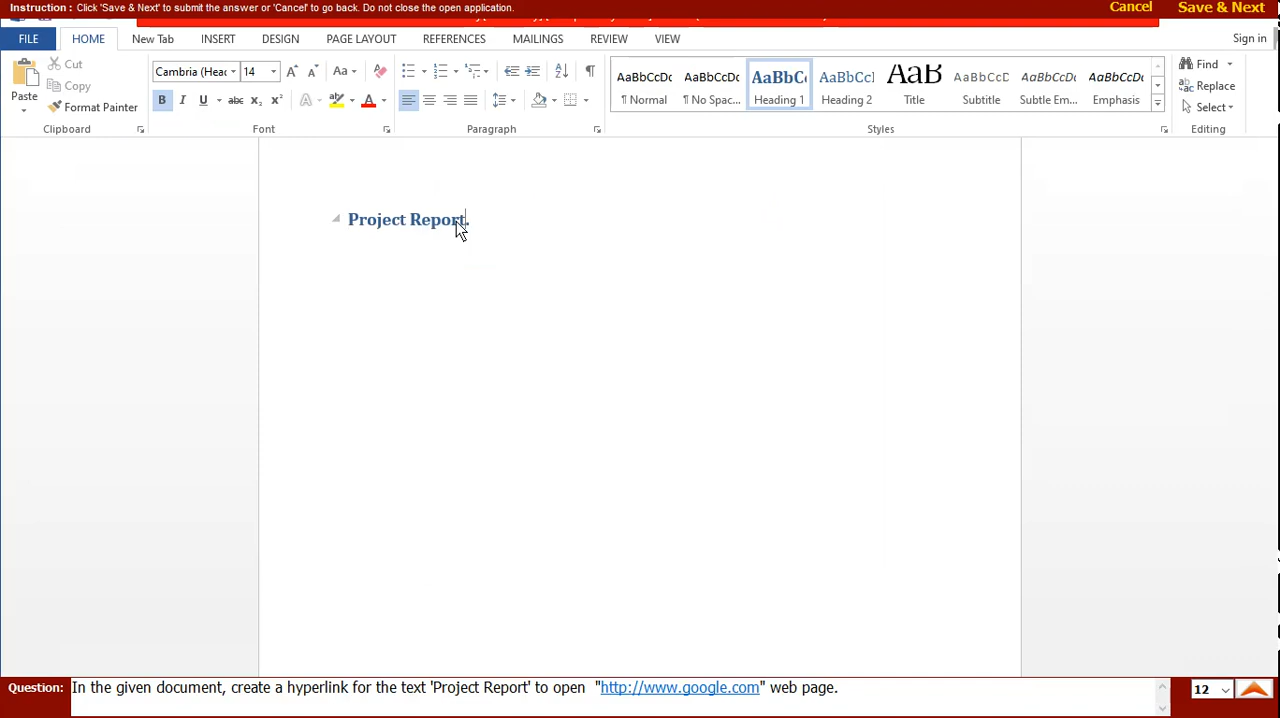 Instruction : Click 'Save & Next' to submit the answer or 'Cancel' to go back. Do not close the open application.
Cancel Save & Next
FILE HOME New Tab INSERT DESIGN PAGE LAYOUT REFERENCES MAILINGS REVIEW VIEW Sign in
Cut
Copy
Paste
Format Painter
Clipboard
Cambria (Head 14
Font
Paragraph
AaBbCcDc AaBbCcDc AaBbCc AaBbCcI AaB AaBbCcD AaBbCcDc AaBbCcDc
¶ Normal ¶ No Spac... Heading 1 Heading 2 Title Subtitle Subtle Em... Emphasis
Styles
Find
Replace
Select
Editing
Project Report.
Question: In the given document, create a hyperlink for the text 'Project Report' to open "http://www.google.com" web page.
12